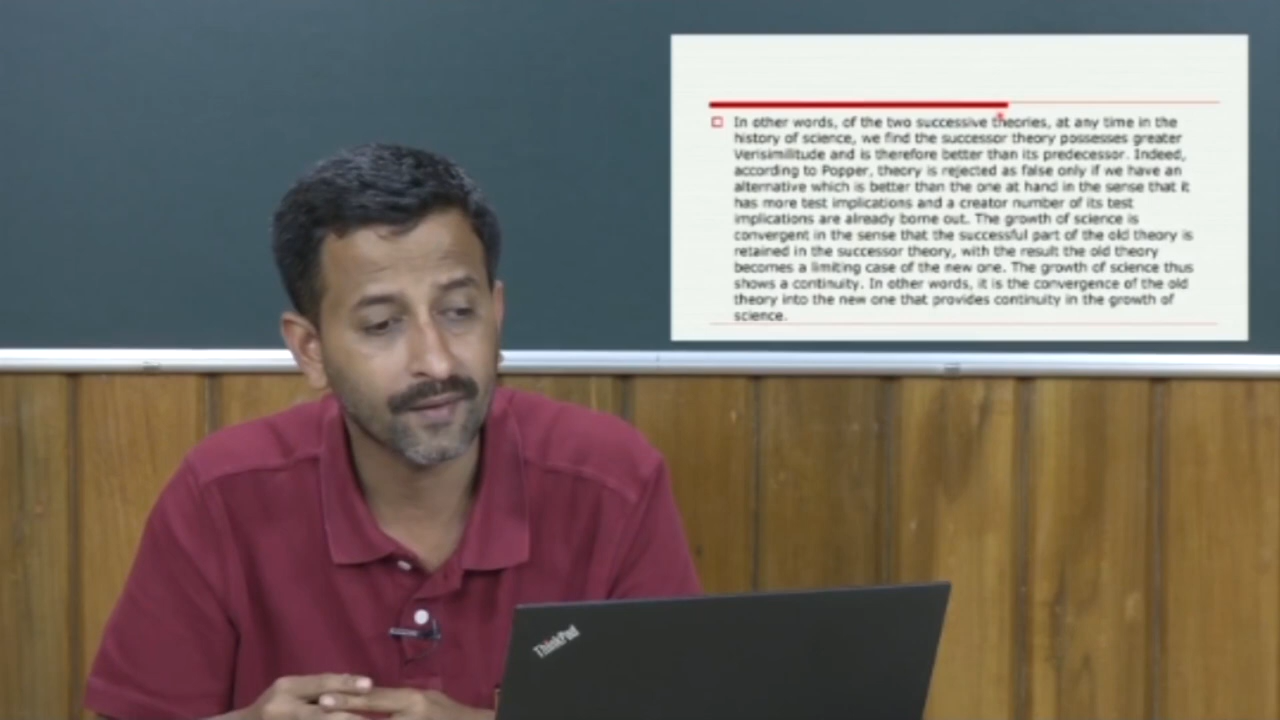 In other words, of the two successive theories, at any time in the
history of science, we find the successor theory possesses greater
Verisimilitude and is therefore better than its predecessor. Indeed,
according to Popper, theory is rejected as false only if we have an
alternative which is better than the one at hand in the sense that it
has more test implications and a creator number of its test
implications are already borne out. The growth of science is
convergent in the sense that the successful part of the old theory is
retained in the successor theory, with the result the old theory
becomes a limiting case of the new one. The growth of science thus
shows a continuity. In other words, it is the convergence of the old
theory into the new one that provides continuity in the growth of
science.
ThinkPad